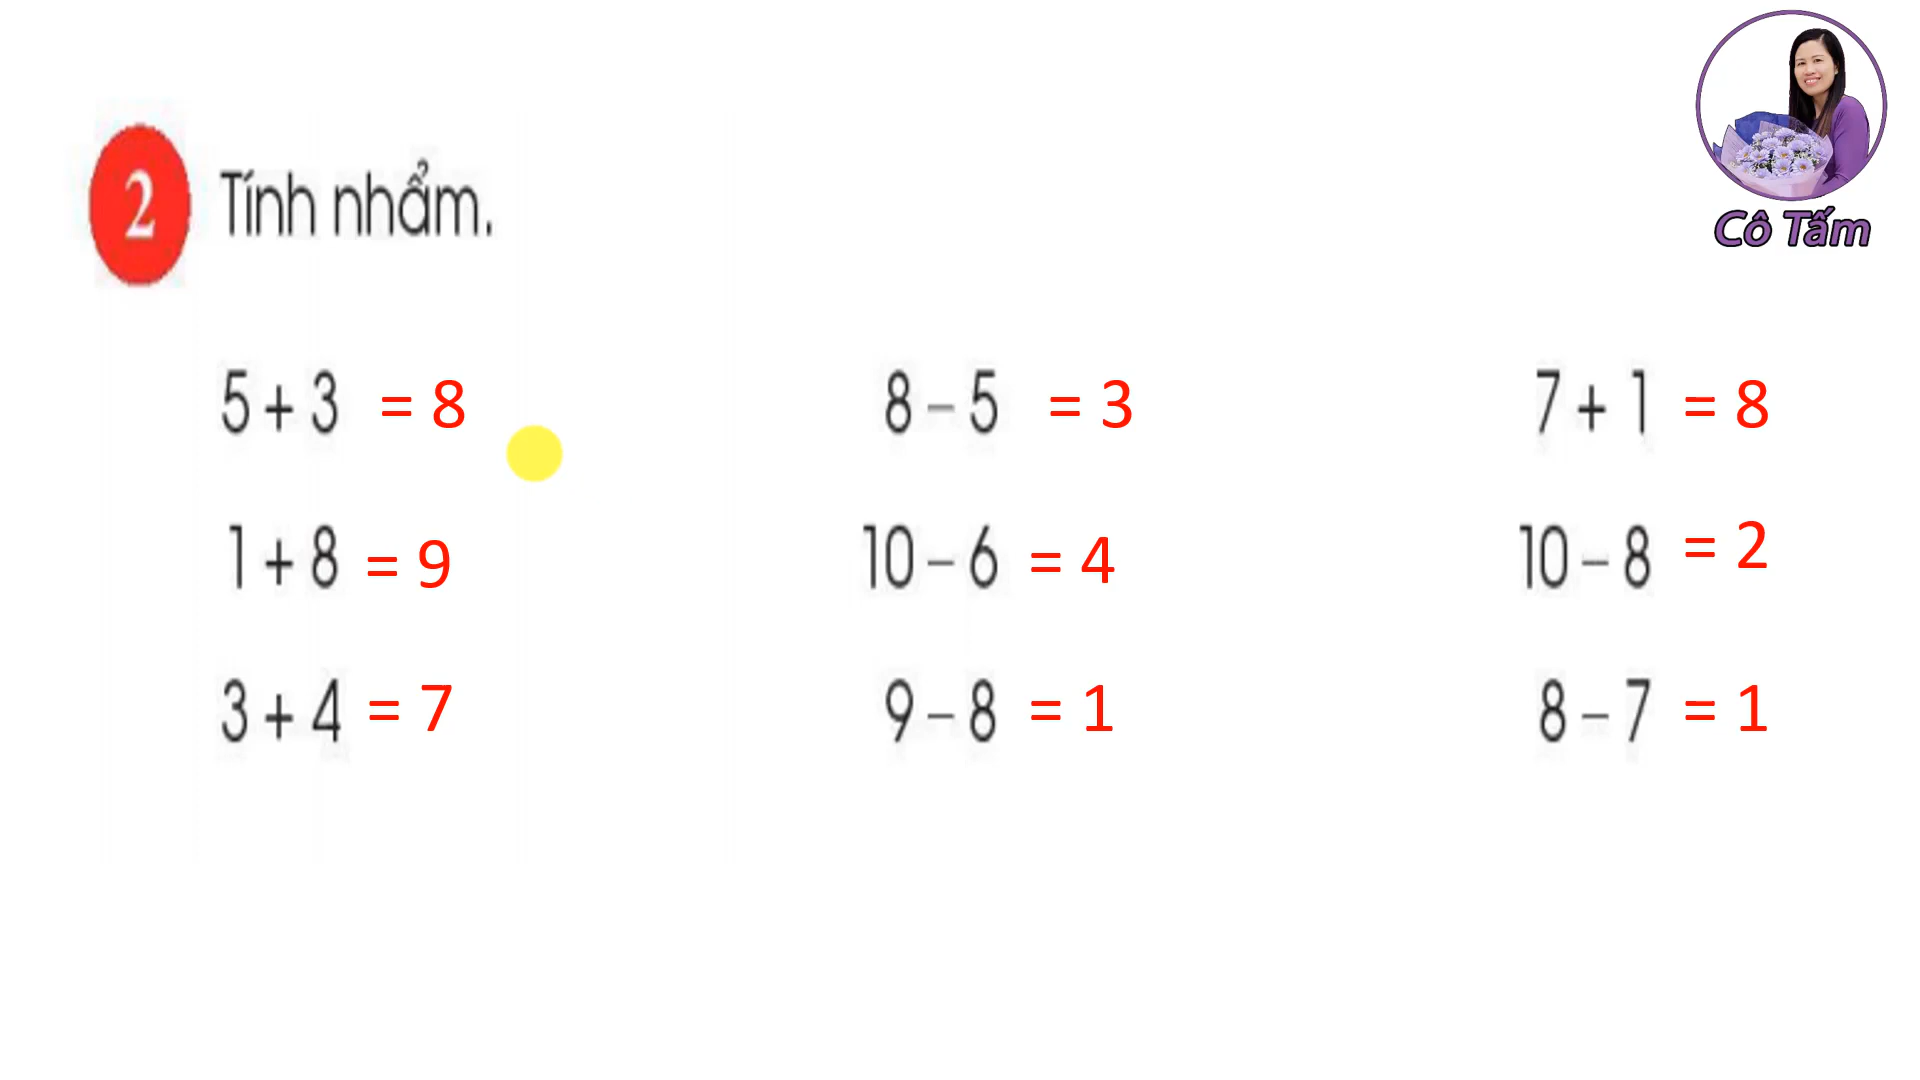 Cô Tấm
2 Tính nhẩm.
5 + 3 = 8 8 – 5 = 3 7 + 1 = 8
1 + 8 = 9 10 – 6 = 4 10 – 8 = 2
3 + 4 = 7 9 – 8 = 1 8 – 7 = 1